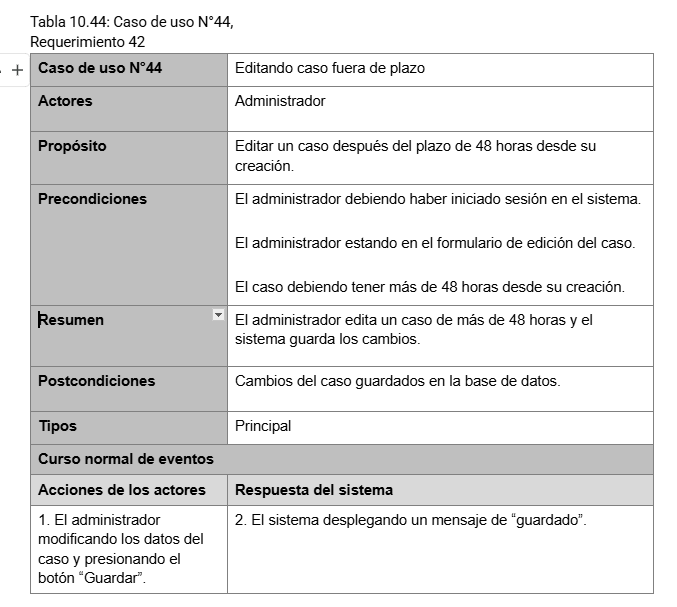 Tabla 10.44: Caso de uso N°44,
Requerimiento 42
Caso de uso N°44
Editando caso fuera de plazo
Actores
Administrador
Propósito
Editar un caso después del plazo de 48 horas desde su
creación.
Precondiciones
El administrador debiendo haber iniciado sesión en el sistema.
El administrador estando en el formulario de edición del caso.
El caso debiendo tener más de 48 horas desde su creación.
Resumen
El administrador edita un caso de más de 48 horas y el
sistema guarda los cambios.
Postcondiciones
Cambios del caso guardados en la base de datos.
Tipos
Principal
Curso normal de eventos
Acciones de los actores
Respuesta del sistema
1. El administrador
modificando los datos del
caso y presionando el
botón “Guardar”.
2. El sistema desplegando un mensaje de “guardado”.